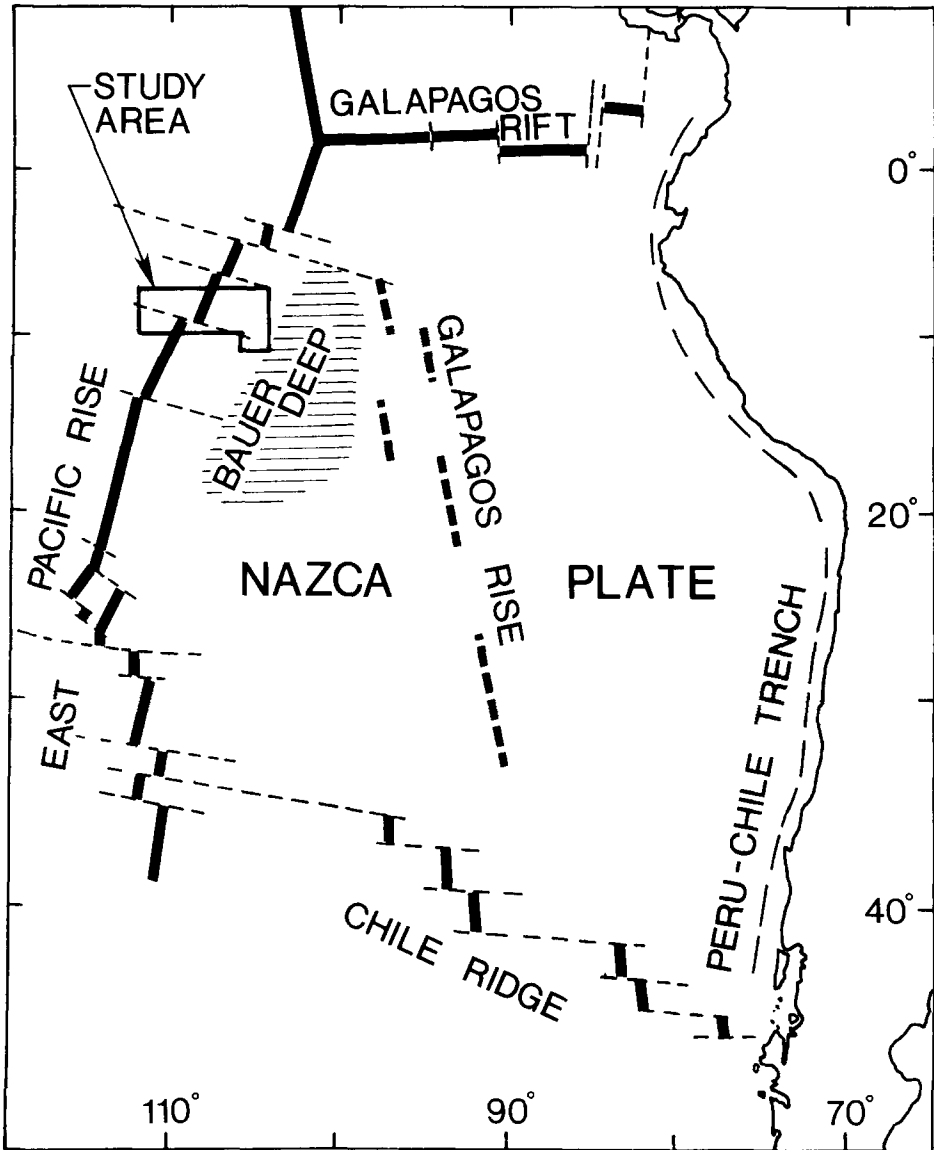 STUDY
AREA
GALAPAGOS
RIFT
0°
BAUER
DEEP
GALAPAGOS
RISE
EAST
PACIFIC RISE
20°
NAZCA
PLATE
PERU-CHILE TRENCH
CHILE RIDGE
40°
110°
90°
70°